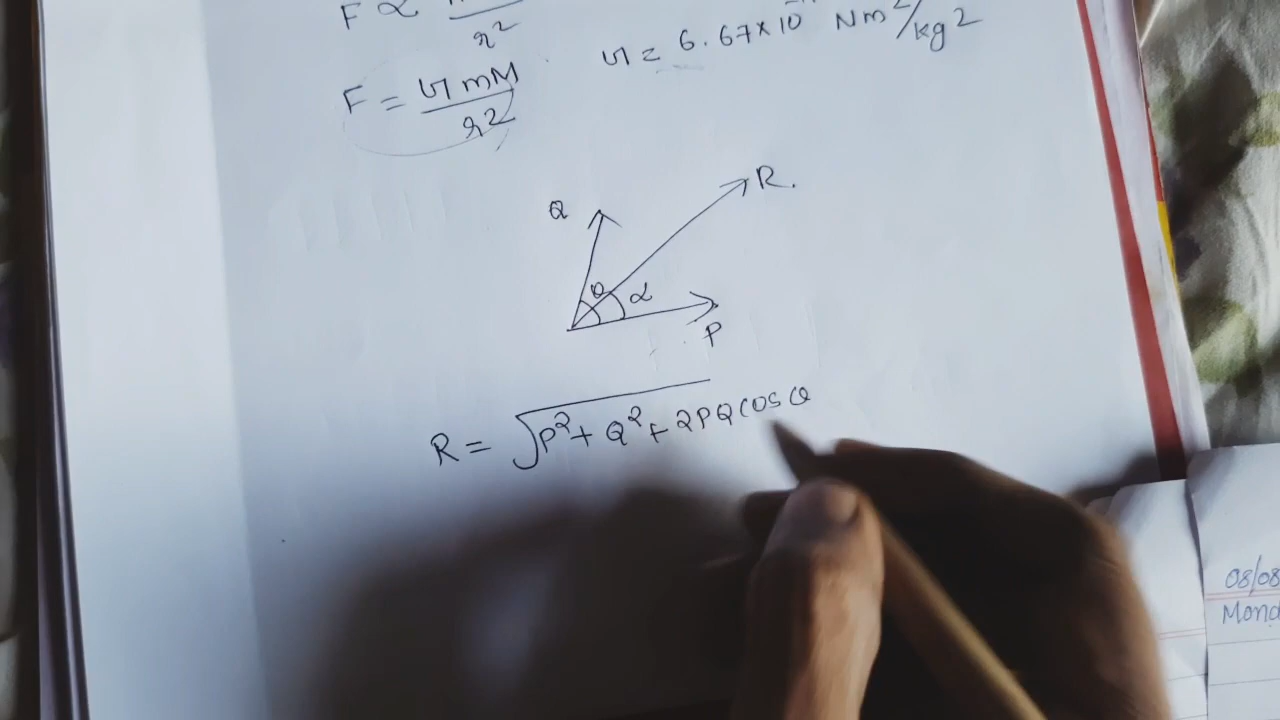 F ∝
r²
G = 6.67×10 Nm²/kg2
F = GmM
r2
R.
Q
θ α
P
R = √P²+Q²+2PQcosθ
08/08
Mond